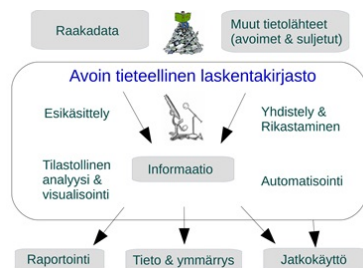 Raakadata
Muut tietolähteet
(avoimet & suljetut)
Avoin tieteellinen laskentakirjasto
Esikäsittely
Yhdistely &
Rikastaminen
Tilastollinen
analyysi &
visualisointi
Informaatio
Automatisointi
Raportointi
Tieto & ymmärrys
Jatkokäyttö